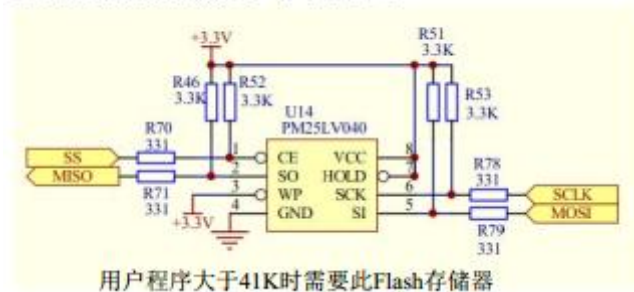 +3.3V
R51
3.3K
R46
3.3K
R52
3.3K
R53
3.3K
U14
PM25LV040
R70
331
SS
MISO
R71
331
+3.3V
1
2
3
4
CE
SO
WP
GND
VCC
HOLD
SCK
SI
8
7
6
5
R78
331
SCLK
MOSI
R79
331
用户程序大于41K时需要此Flash存储器